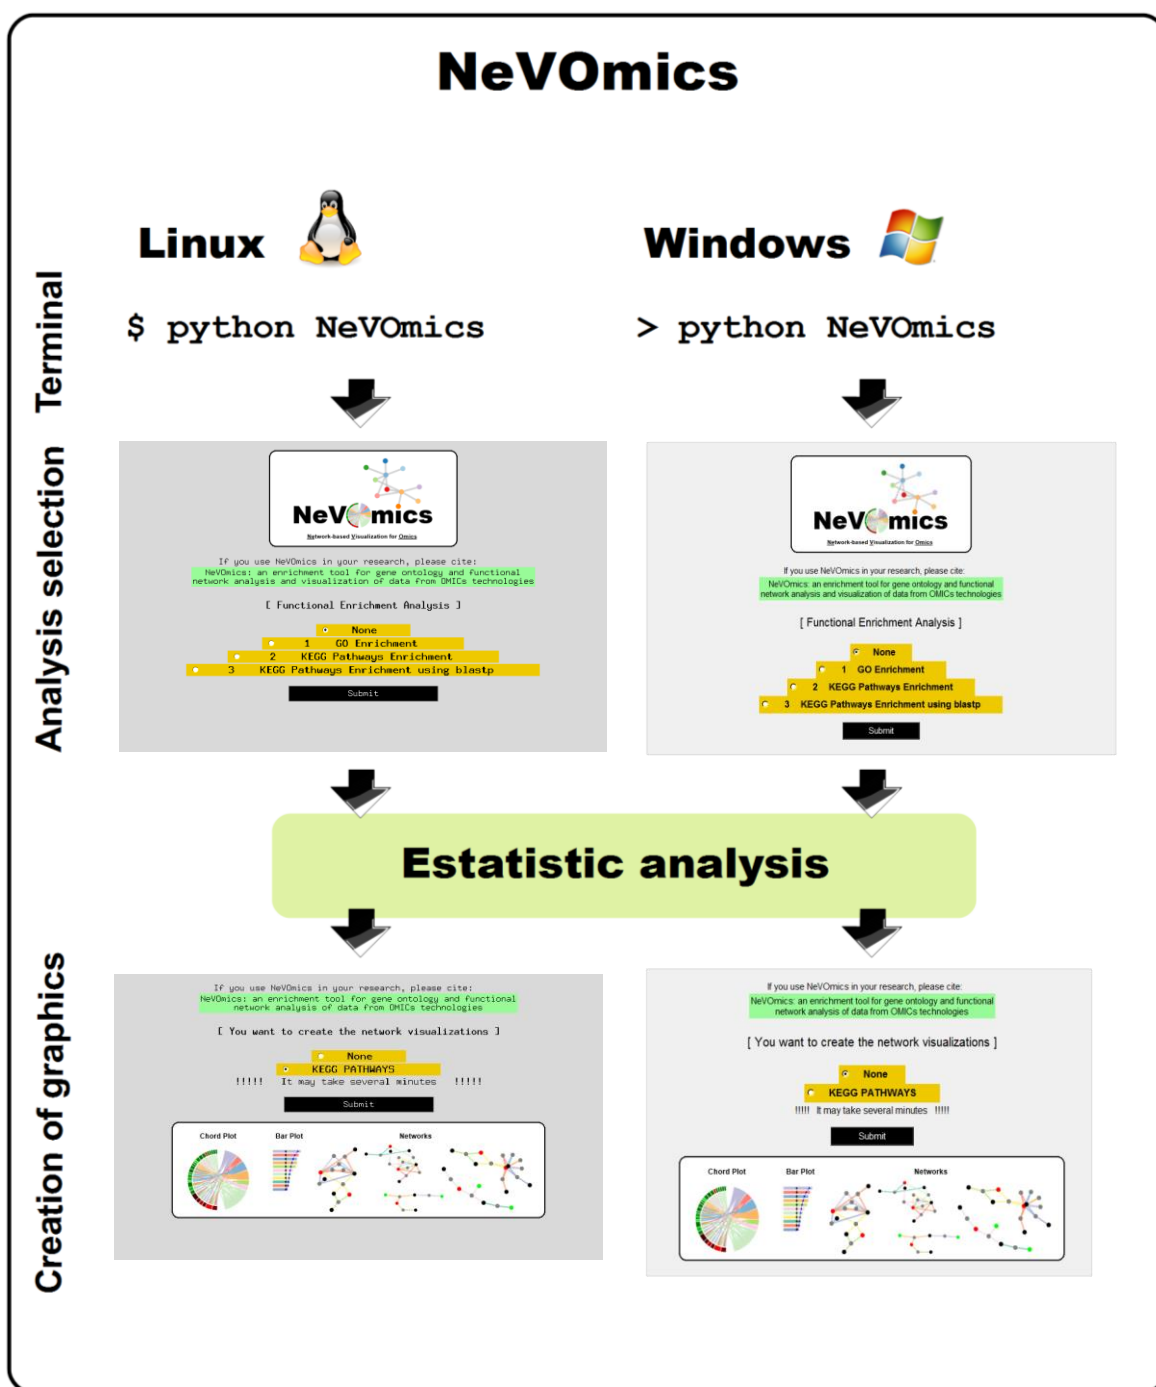 NeVOmics
Linux
Windows
Terminal
$ python NeVOmics
> python NeVOmics
Analysis selection
NeVOmics
Network-based Visualization for Omics
If you use NeVOmics in your research, please cite:
NeVOmics: an enrichment tool for gene ontology and functional
network analysis and visualization of data from OMICs technologies
[ Functional Enrichment Analysis ]
None
1 GO Enrichment
2 KEGG Pathways Enrichment
3 KEGG Pathways Enrichment using blastp
Submit
NeVOmics
Network-based Visualization for Omics
If you use NeVOmics in your research, please cite:
NeVOmics: an enrichment tool for gene ontology and functional
network analysis and visualization of data from OMICs technologies
[ Functional Enrichment Analysis ]
None
1 GO Enrichment
2 KEGG Pathways Enrichment
3 KEGG Pathways Enrichment using blastp
Submit
Estatistic analysis
Creation of graphics
If you use NeVOmics in your research, please cite:
NeVOmics: an enrichment tool for gene ontology and functional
network analysis of data from OMICs technologies
[ You want to create the network visualizations ]
None
KEGG PATHWAYS
!!!!! It may take several minutes !!!!!
Submit
Chord Plot Bar Plot Networks
If you use NeVOmics in your research, please cite:
NeVOmics: an enrichment tool for gene ontology and functional
network analysis of data from OMICs technologies
[ You want to create the network visualizations ]
None
KEGG PATHWAYS
!!!!! It may take several minutes !!!!!
Submit
Chord Plot Bar Plot Networks